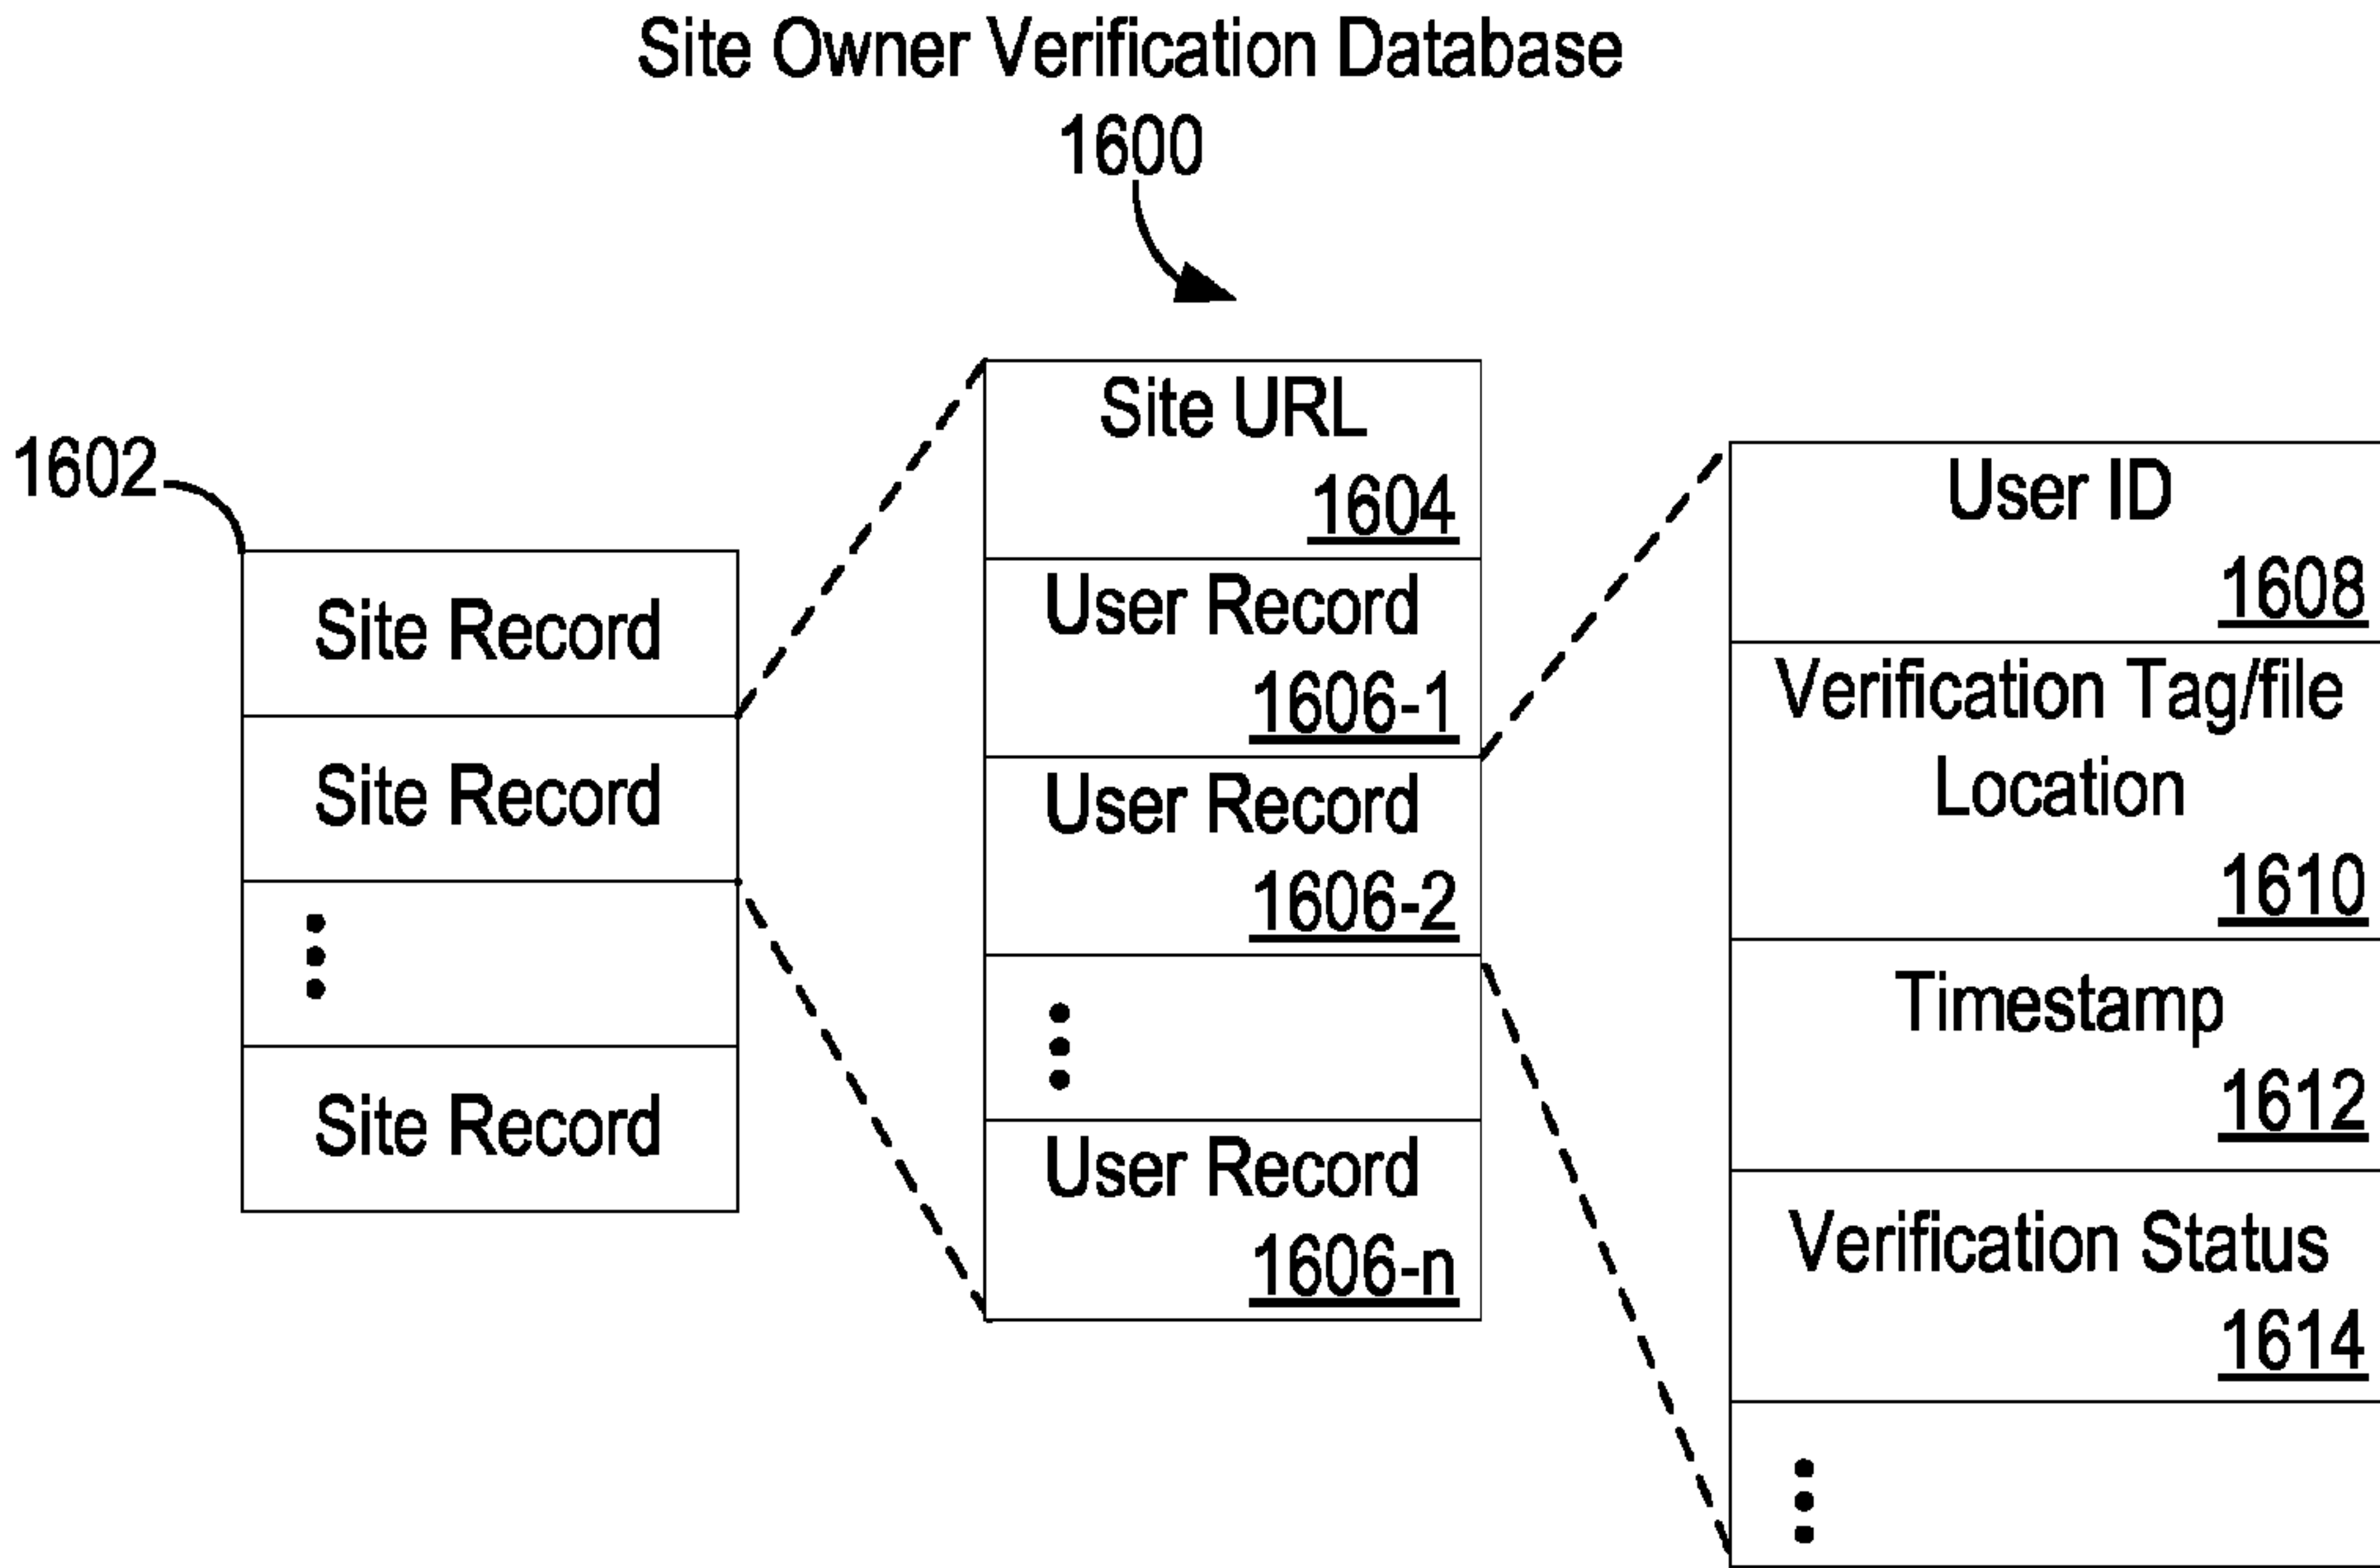 Site Owner Verification Database
1600
1602
Site Record
Site Record
Site Record
Site URL
1604
User Record
1606-1
User Record
1606-2
User Record
1606-n
User ID
1608
Verification Tag/file
Location
1610
Timestamp
1612
Verification Status
1614